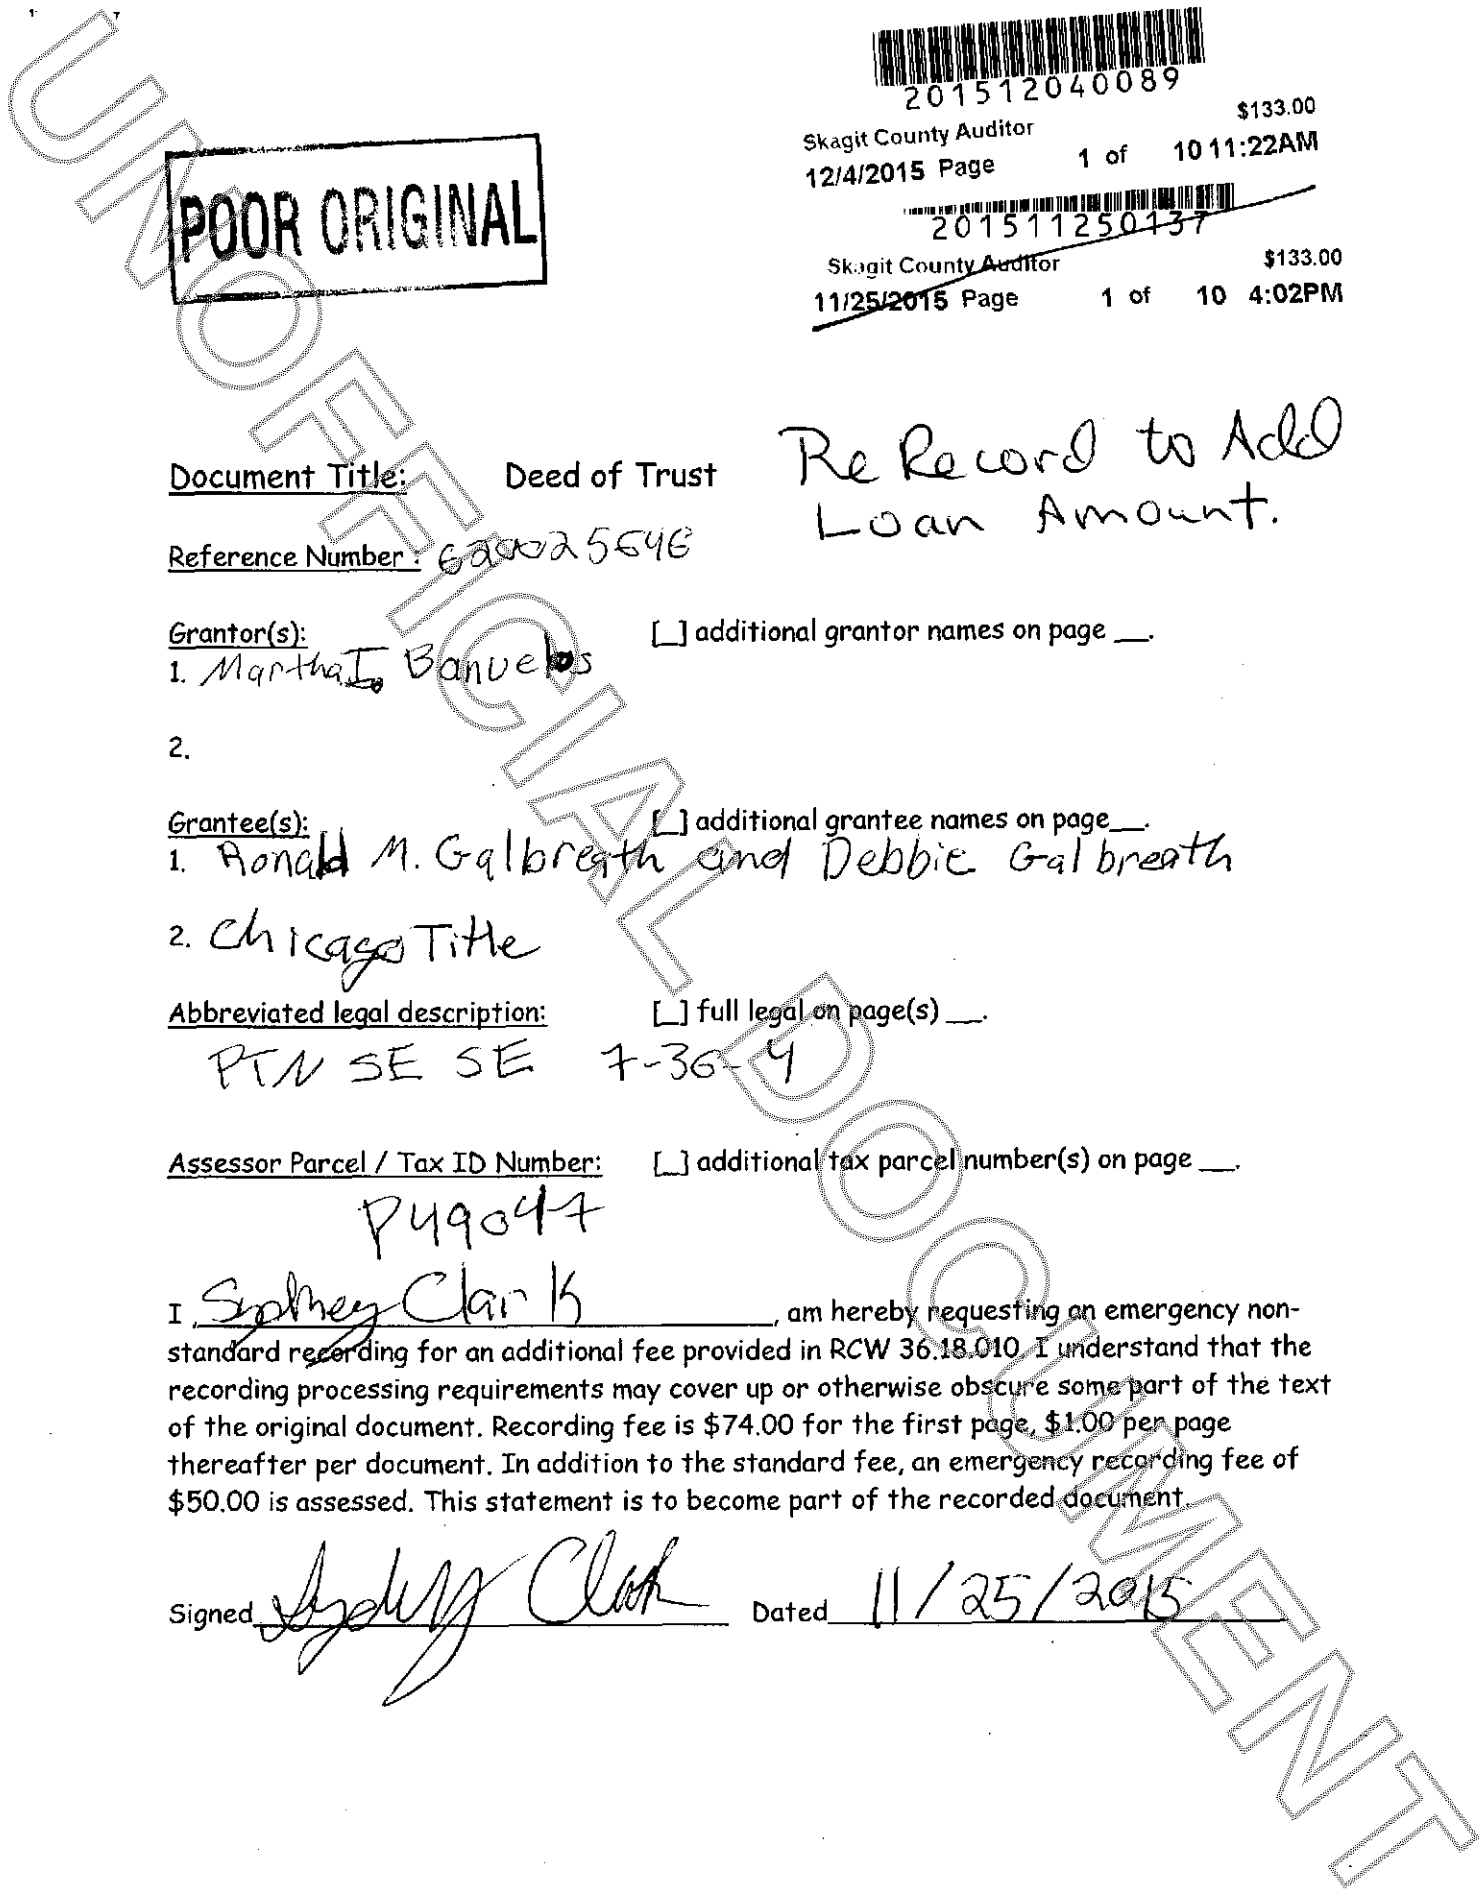 201512040089
Skagit County Auditor $133.00
12/4/2015 Page 1 of 10 11:22AM
201511250137
Skagit County Auditor $133.00
11/25/2015 Page 1 of 10 4:02PM
POOR ORIGINAL
Re Record to Add
Loan Amount.
Document Title: Deed of Trust
Reference Number : 620025646
Grantor(s): [_] additional grantor names on page __.
1. Martha I. Banuelos
2.
Grantee(s): [_] additional grantee names on page__.
1. Ronald M. Galbreath and Debbie Galbreath
2. Chicago Title
Abbreviated legal description: [_] full legal on page(s) __.
PTN SE SE 7-36-4
Assessor Parcel / Tax ID Number: [_] additional tax parcel number(s) on page __.
P49047
I, Sydney Clark, am hereby requesting an emergency non-
standard recording for an additional fee provided in RCW 36.18.010. I understand that the
recording processing requirements may cover up or otherwise obscure some part of the text
of the original document. Recording fee is $74.00 for the first page, $1.00 per page
thereafter per document. In addition to the standard fee, an emergency recording fee of
$50.00 is assessed. This statement is to become part of the recorded document.
Signed Sydney Clark Dated 11/25/2015
UNOFFICIAL DOCUMENT